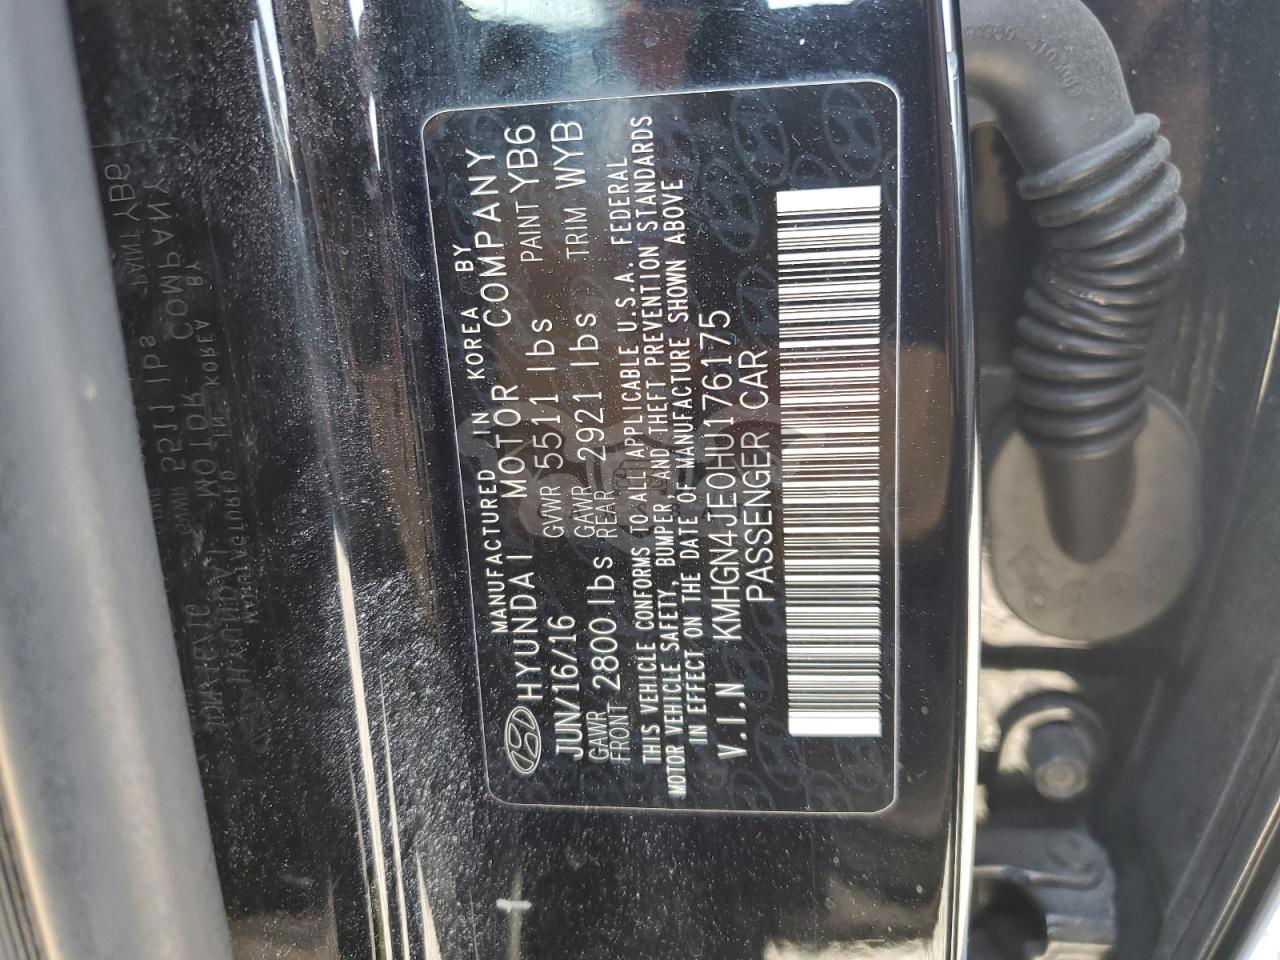 MANUFACTURED IN KOREA BY
HYUNDAI MOTOR COMPANY
JUN/16/16 GVWR 5511 lbs PAINT YB6
GAWR FRONT 2800 lbs GAWR REAR 2921 lbs TRIM WYB
THIS VEHICLE CONFORMS TO ALL APPLICABLE U.S.A. FEDERAL
MOTOR VEHICLE SAFETY, BUMPER, AND THEFT PREVENTION STANDARDS
IN EFFECT ON THE DATE OF MANUFACTURE SHOWN ABOVE
V.I.N KMHGN4JE0HU176175
PASSENGER CAR